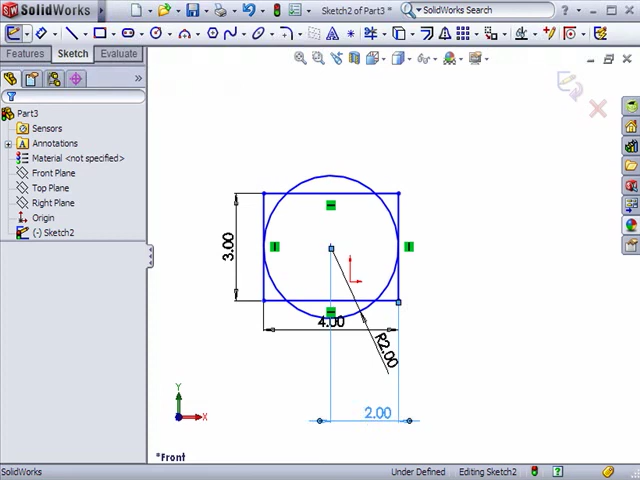 SolidWorks
Sketch2 of Part3 *
SolidWorks Search
Features
Sketch
Evaluate
Part3
Sensors
Annotations
Material <not specified>
Front Plane
Top Plane
Right Plane
Origin
(-) Sketch2
3.00
4.00
R2.00
2.00
Y
X
*Front
SolidWorks
Under Defined
Editing Sketch2